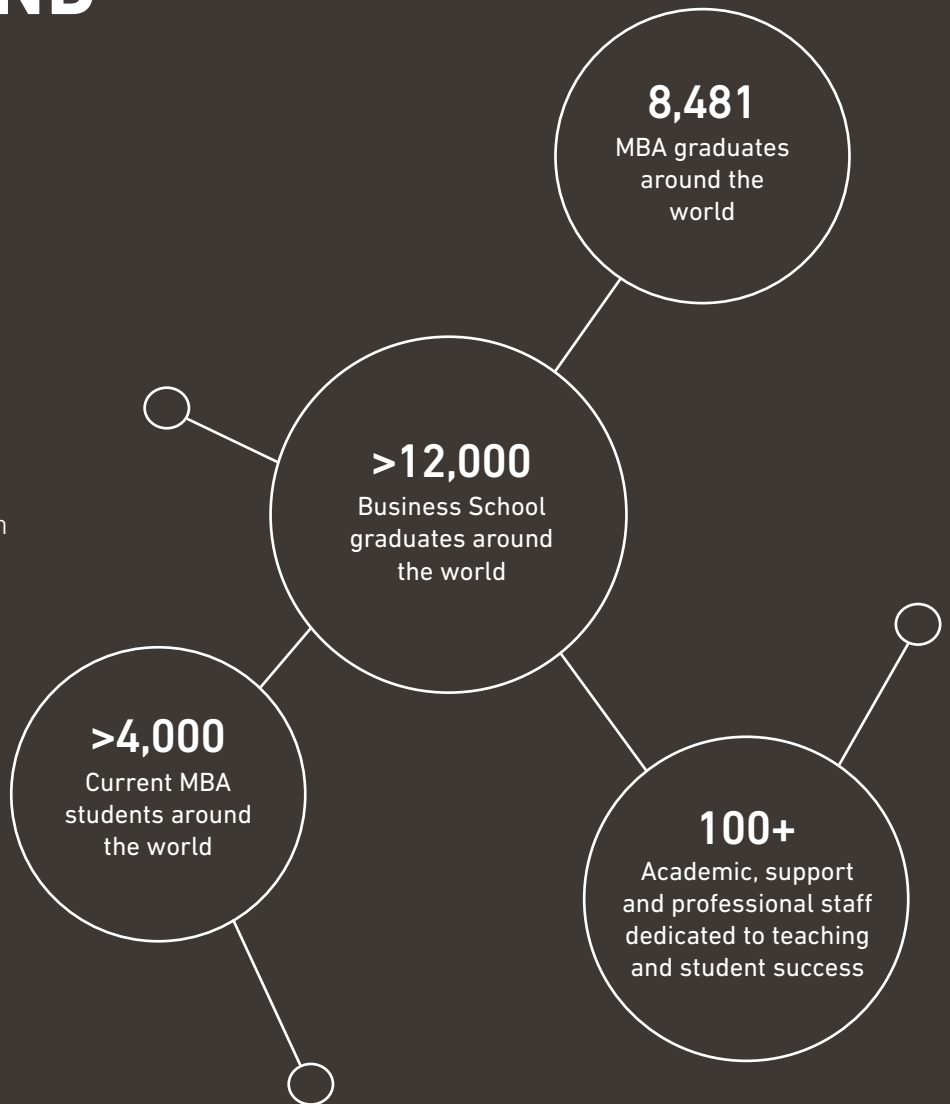 8,481
MBA graduates
around the
world
>12,000
Business School
graduates around
the world
>4,000
Current MBA
students around
the world
100+
Academic, support
and professional staff
dedicated to teaching
and student success